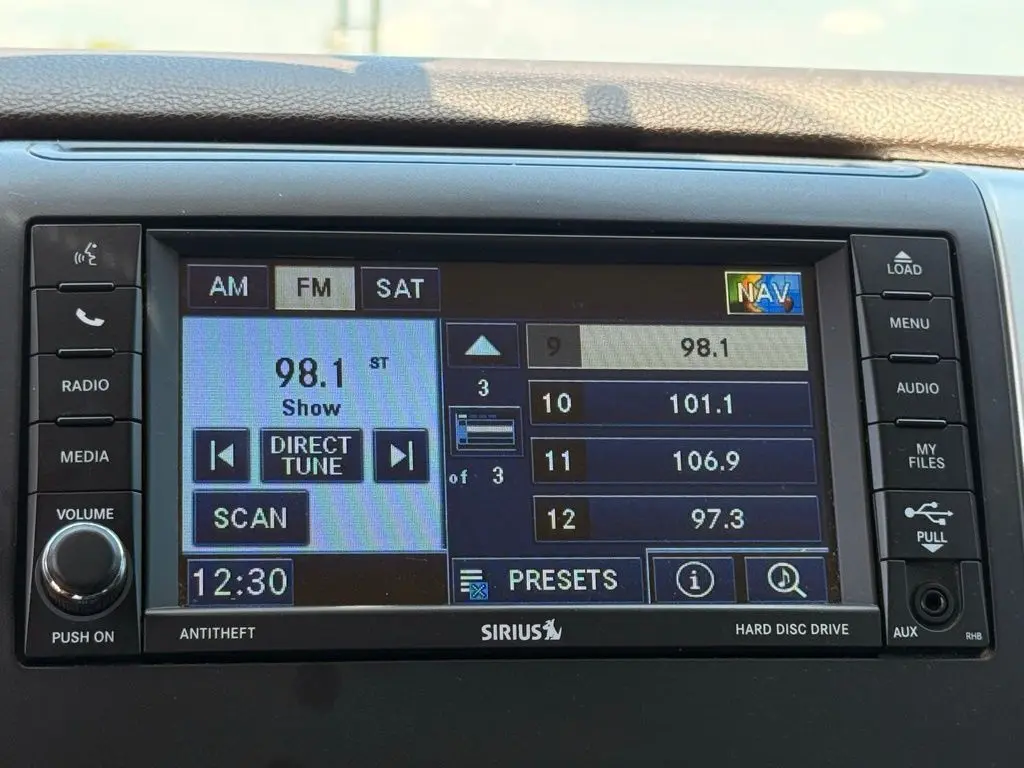 AM FM SAT NAV
98.1 ST
Show
DIRECT
TUNE
SCAN
12:30
3
of 3
9 98.1
10 101.1
11 106.9
12 97.3
PRESETS
i
RADIO
MEDIA
VOLUME
PUSH ON
LOAD
MENU
AUDIO
MY
FILES
PULL
AUX
RHB
ANTITHEFT SIRIUS HARD DISC DRIVE